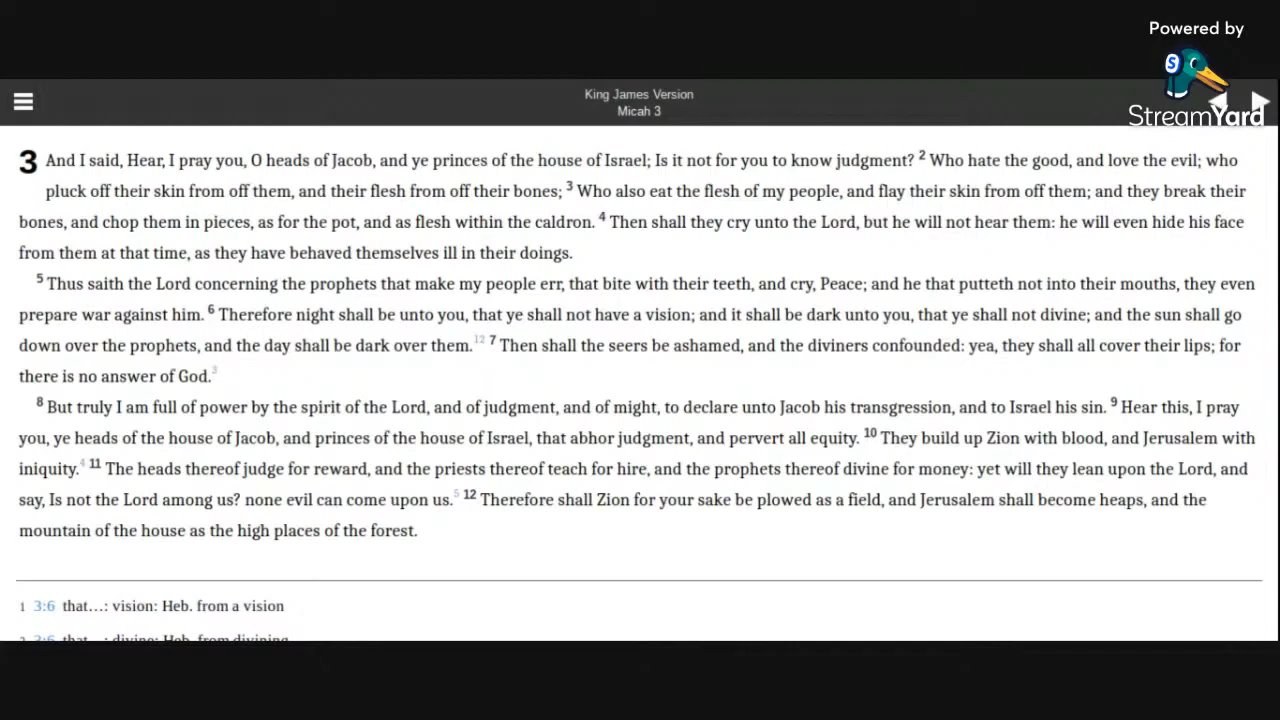 Powered by
StreamYard
King James Version
Micah 3
3 And I said, Hear, I pray you, O heads of Jacob, and ye princes of the house of Israel; Is it not for you to know judgment? 2 Who hate the good, and love the evil; who
pluck off their skin from off them, and their flesh from off their bones; 3 Who also eat the flesh of my people, and flay their skin from off them; and they break their
bones, and chop them in pieces, as for the pot, and as flesh within the caldron. 4 Then shall they cry unto the Lord, but he will not hear them: he will even hide his face
from them at that time, as they have behaved themselves ill in their doings.
5 Thus saith the Lord concerning the prophets that make my people err, that bite with their teeth, and cry, Peace; and he that putteth not into their mouths, they even
prepare war against him. 6 Therefore night shall be unto you, that ye shall not have a vision; and it shall be dark unto you, that ye shall not divine; and the sun shall go
down over the prophets, and the day shall be dark over them. 12 7 Then shall the seers be ashamed, and the diviners confounded: yea, they shall all cover their lips; for
there is no answer of God. 3
8 But truly I am full of power by the spirit of the Lord, and of judgment, and of might, to declare unto Jacob his transgression, and to Israel his sin. 9 Hear this, I pray
you, ye heads of the house of Jacob, and princes of the house of Israel, that abhor judgment, and pervert all equity. 10 They build up Zion with blood, and Jerusalem with
iniquity. 4 11 The heads thereof judge for reward, and the priests thereof teach for hire, and the prophets thereof divine for money: yet will they lean upon the Lord, and
say, Is not the Lord among us? none evil can come upon us. 5 12 Therefore shall Zion for your sake be plowed as a field, and Jerusalem shall become heaps, and the
mountain of the house as the high places of the forest.
1 3:6 that…: vision: Heb. from a vision
2 3:6 that…: divine: Heb. from divining